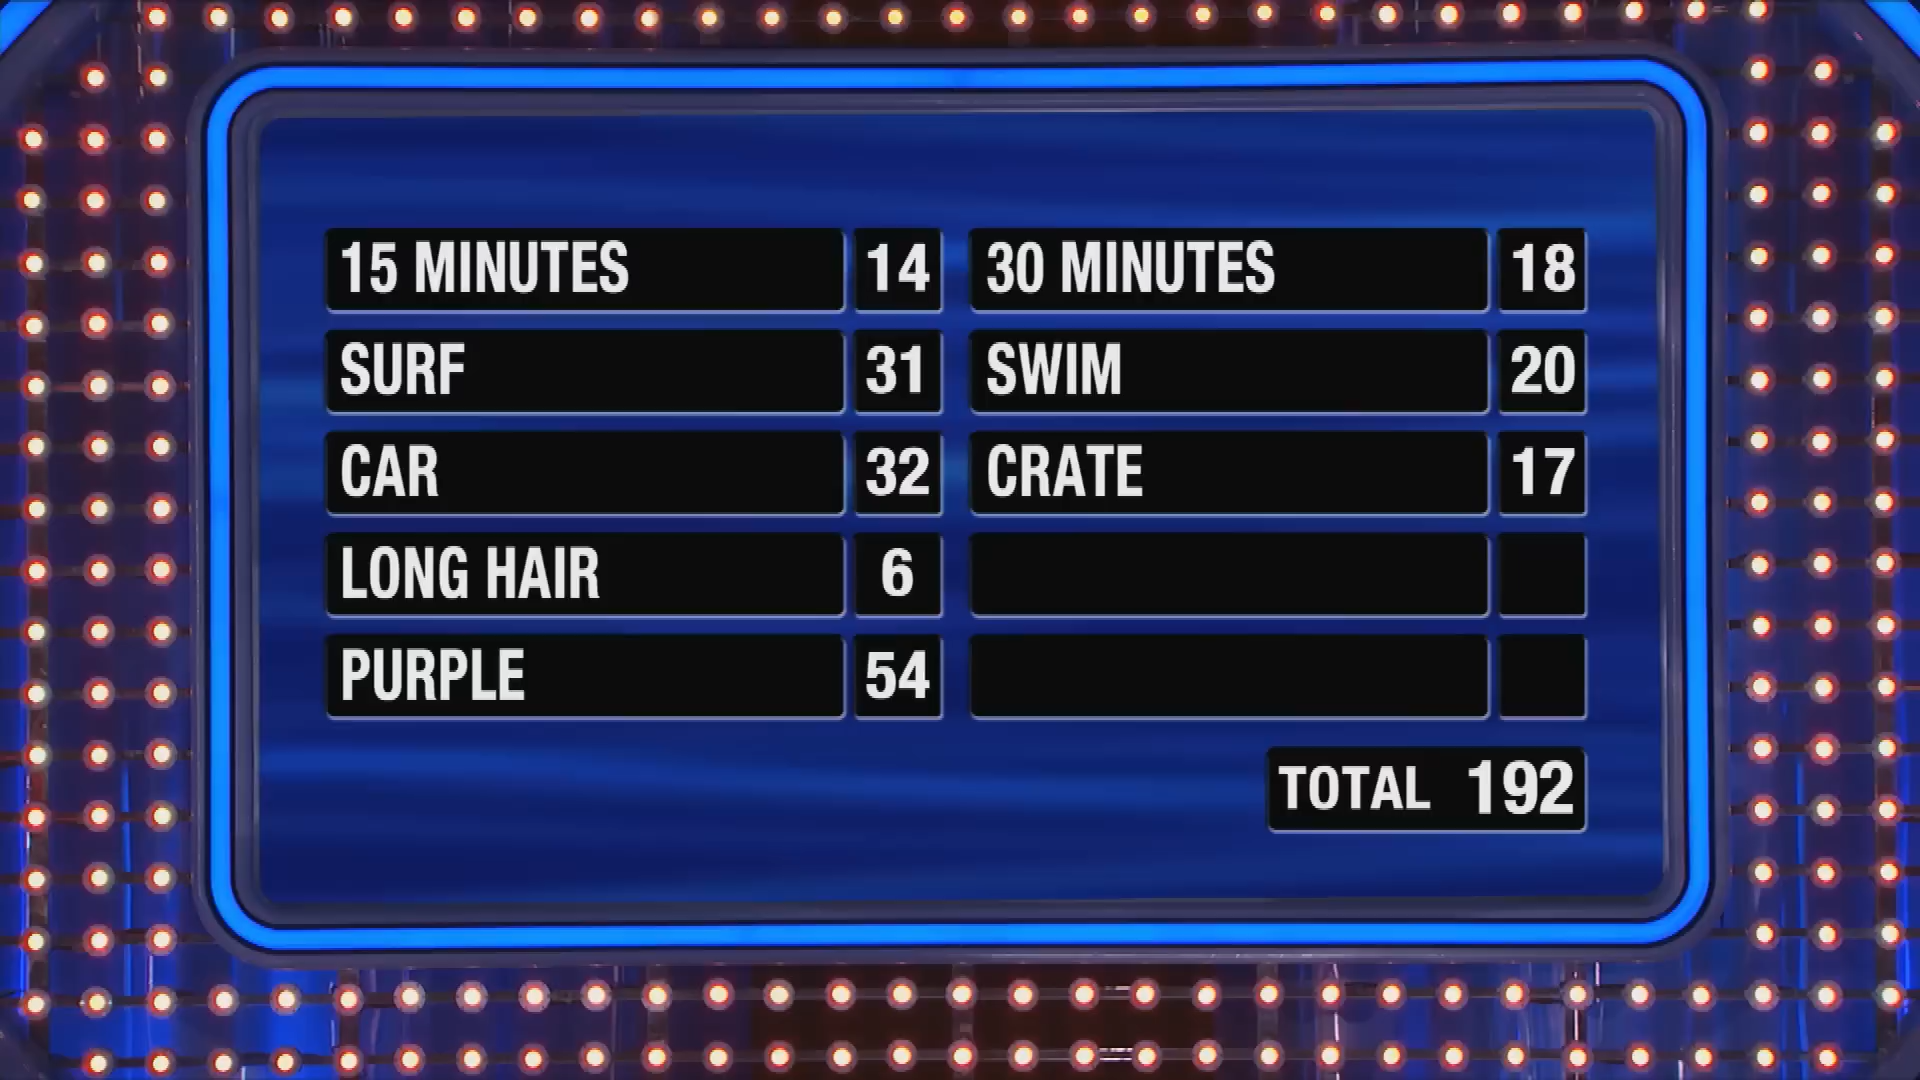 15 MINUTES 14 30 MINUTES 18
SURF 31 SWIM 20
CAR 32 CRATE 17
LONG HAIR 6
PURPLE 54
TOTAL 192